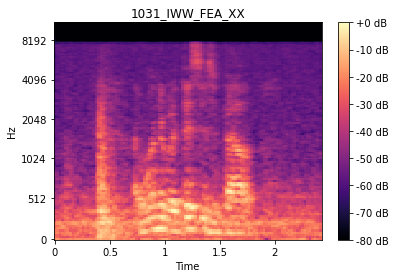 1031_IWW_FEA_XX
8192
4096
2048
1024
512
0
Hz
0
0.5
1
1.5
2
Time
+0 dB
-10 dB
-20 dB
-30 dB
-40 dB
-50 dB
-60 dB
-70 dB
-80 dB